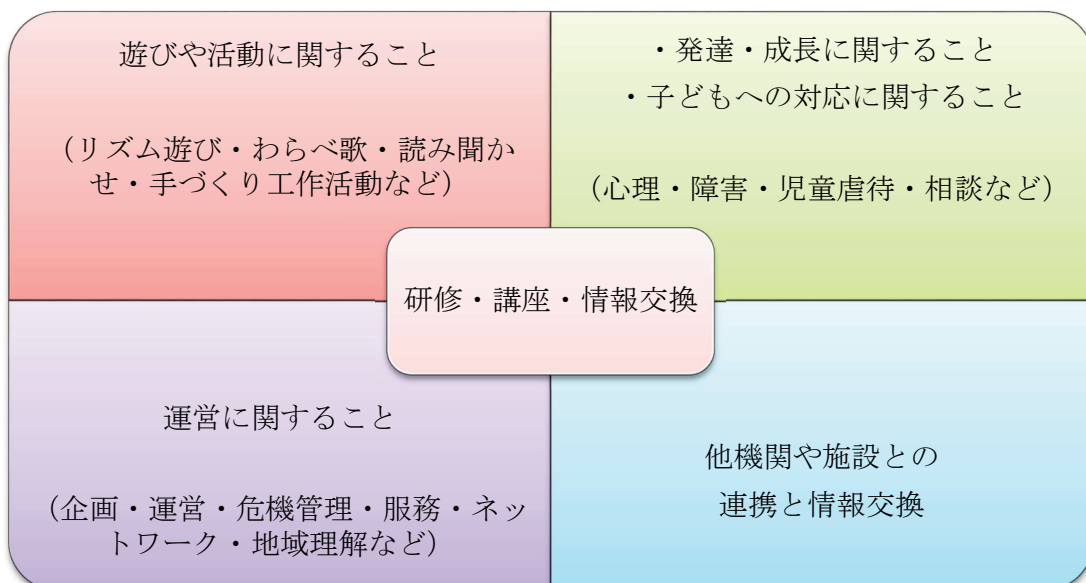 遊びや活動に関すること
（リズム遊び・わらべ歌・読み聞か
せ・手づくり工作活動など）
・発達・成長に関すること
・子どもへの対応に関すること
（心理・障害・児童虐待・相談など）
研修・講座・情報交換
運営に関すること
（企画・運営・危機管理・服務・ネッ
トワーク・地域理解など）
他機関や施設との
連携と情報交換